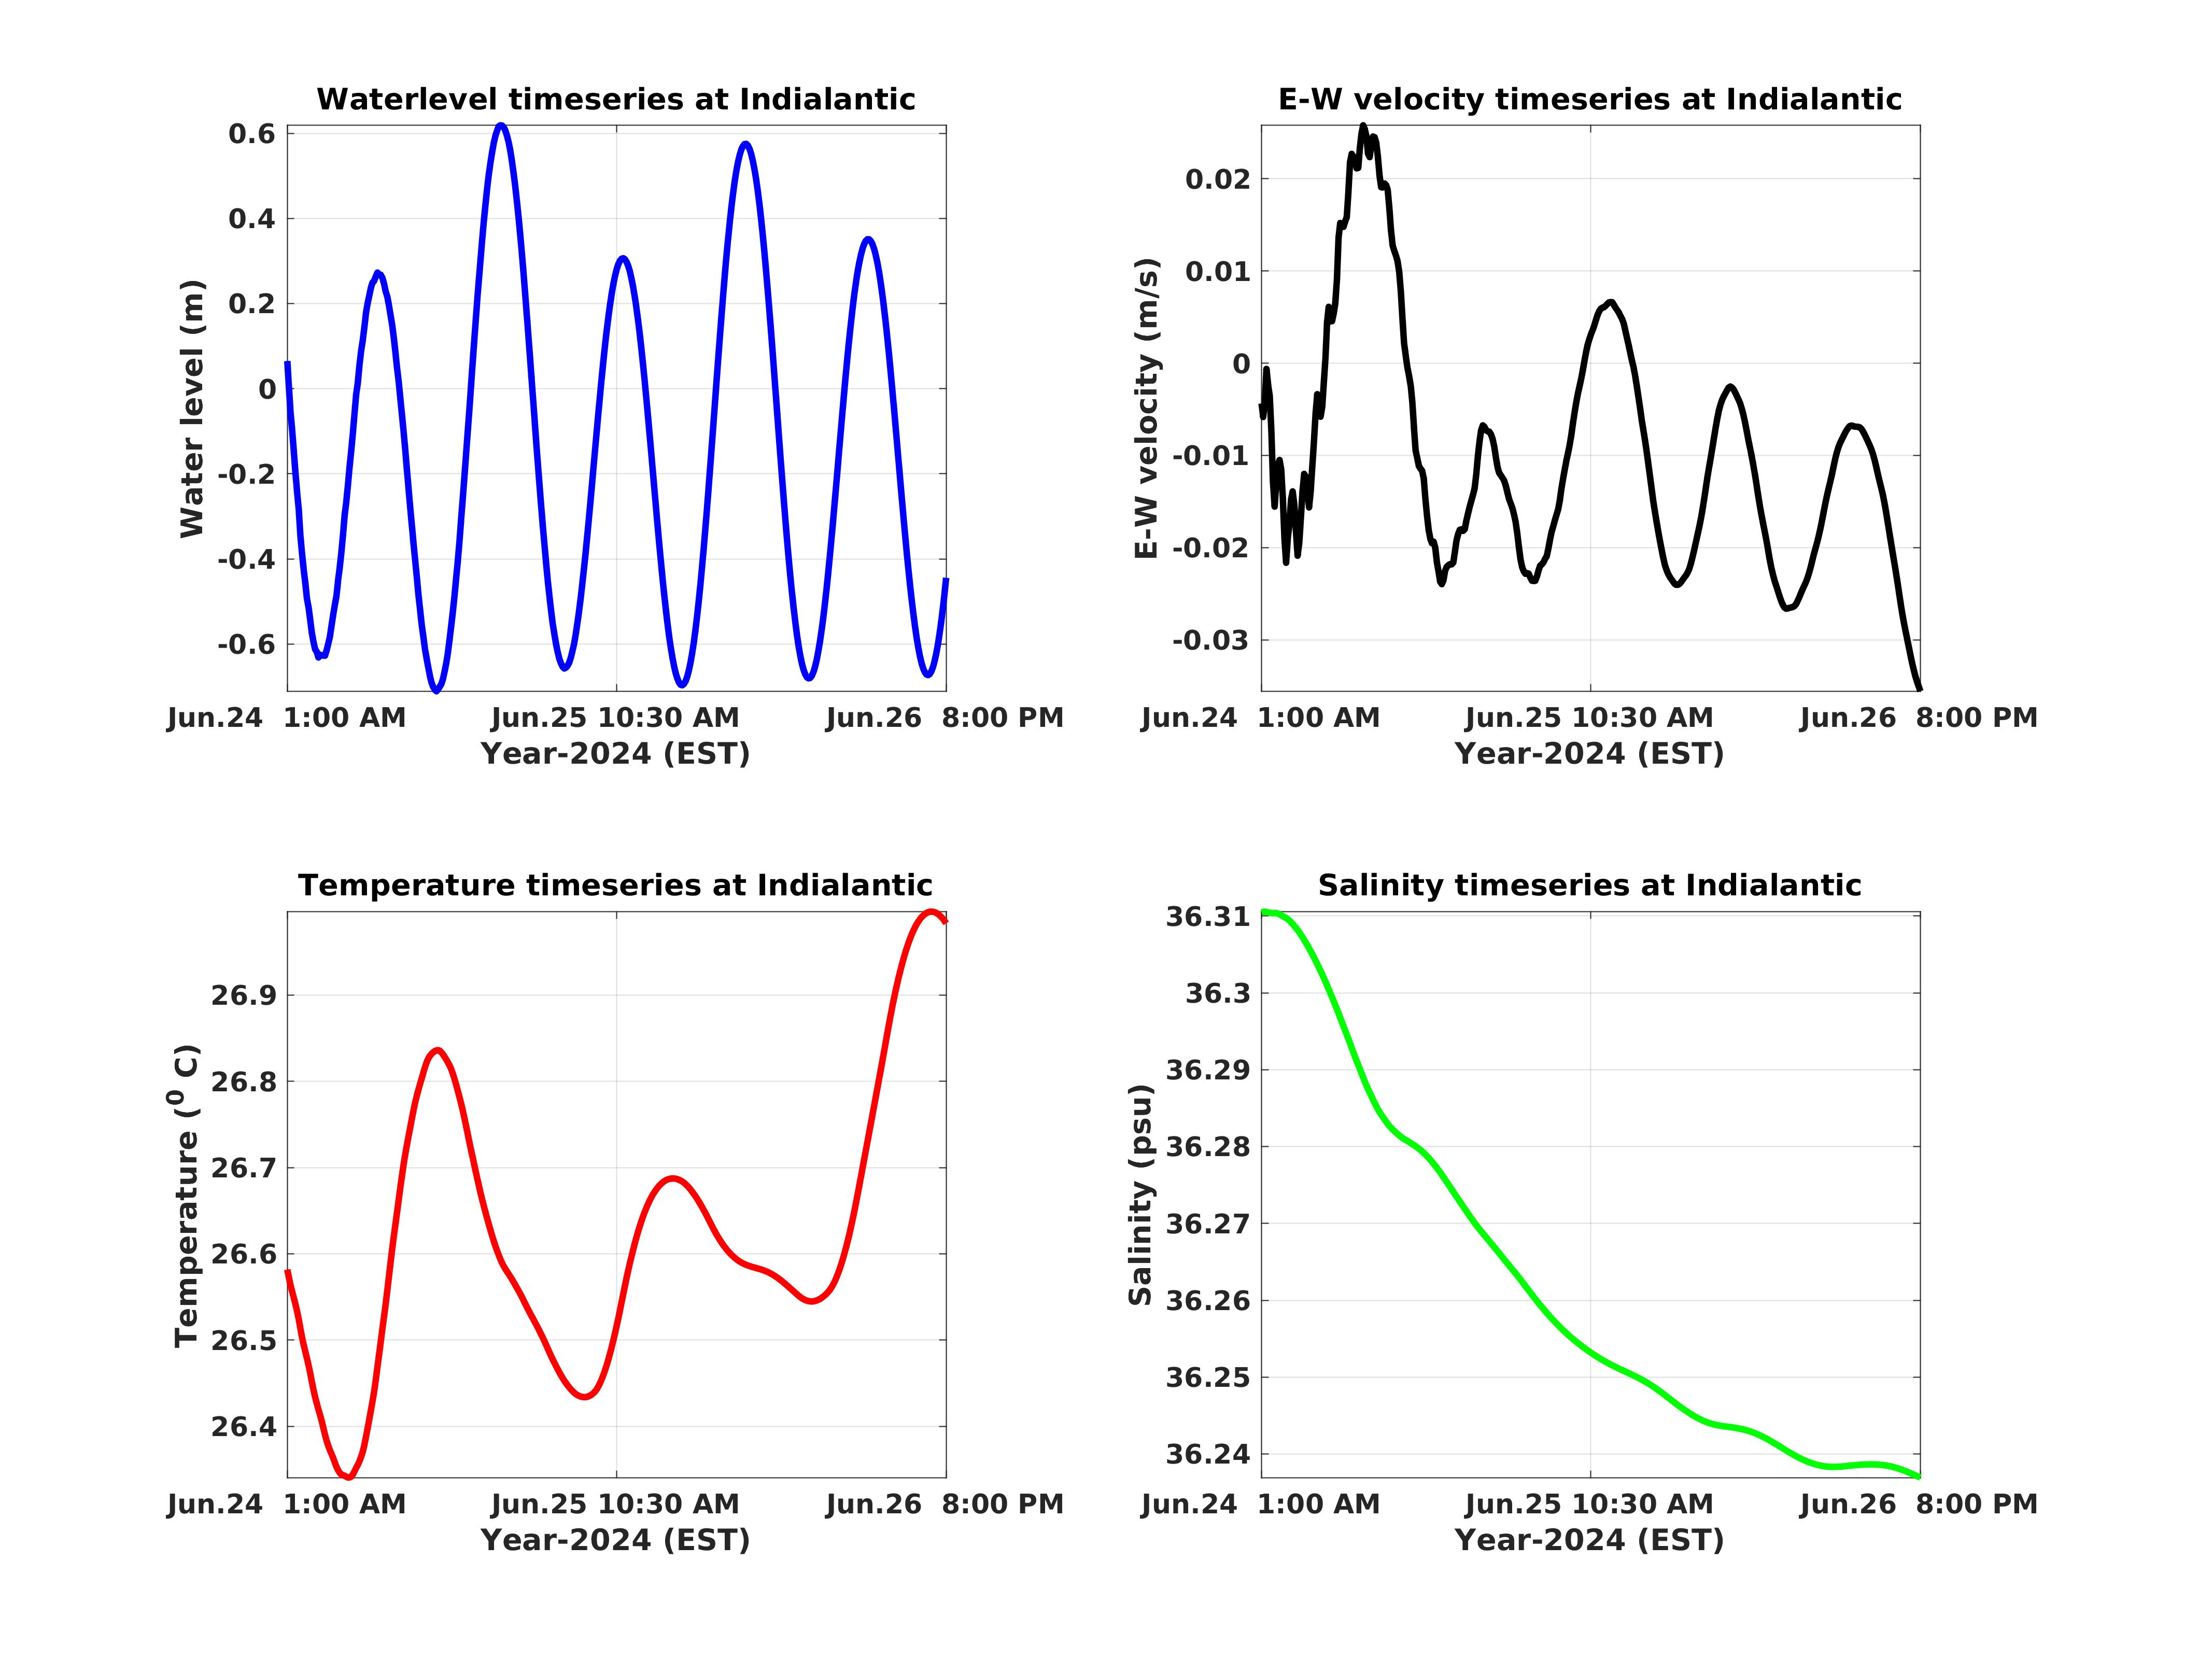 Waterlevel timeseries at Indialantic
0.6
0.4
0.2
0
-0.2
-0.4
-0.6
Water level (m)
Jun.24 1:00 AM
Jun.25 10:30 AM
Jun.26 8:00 PM
Year-2024 (EST)
E-W velocity timeseries at Indialantic
0.02
0.01
0
-0.01
-0.02
-0.03
E-W velocity (m/s)
Jun.24 1:00 AM
Jun.25 10:30 AM
Jun.26 8:00 PM
Year-2024 (EST)
Temperature timeseries at Indialantic
26.9
26.8
26.7
26.6
26.5
26.4
Temperature (⁰ C)
Jun.24 1:00 AM
Jun.25 10:30 AM
Jun.26 8:00 PM
Year-2024 (EST)
Salinity timeseries at Indialantic
36.31
36.3
36.29
36.28
36.27
36.26
36.25
36.24
Salinity (psu)
Jun.24 1:00 AM
Jun.25 10:30 AM
Jun.26 8:00 PM
Year-2024 (EST)